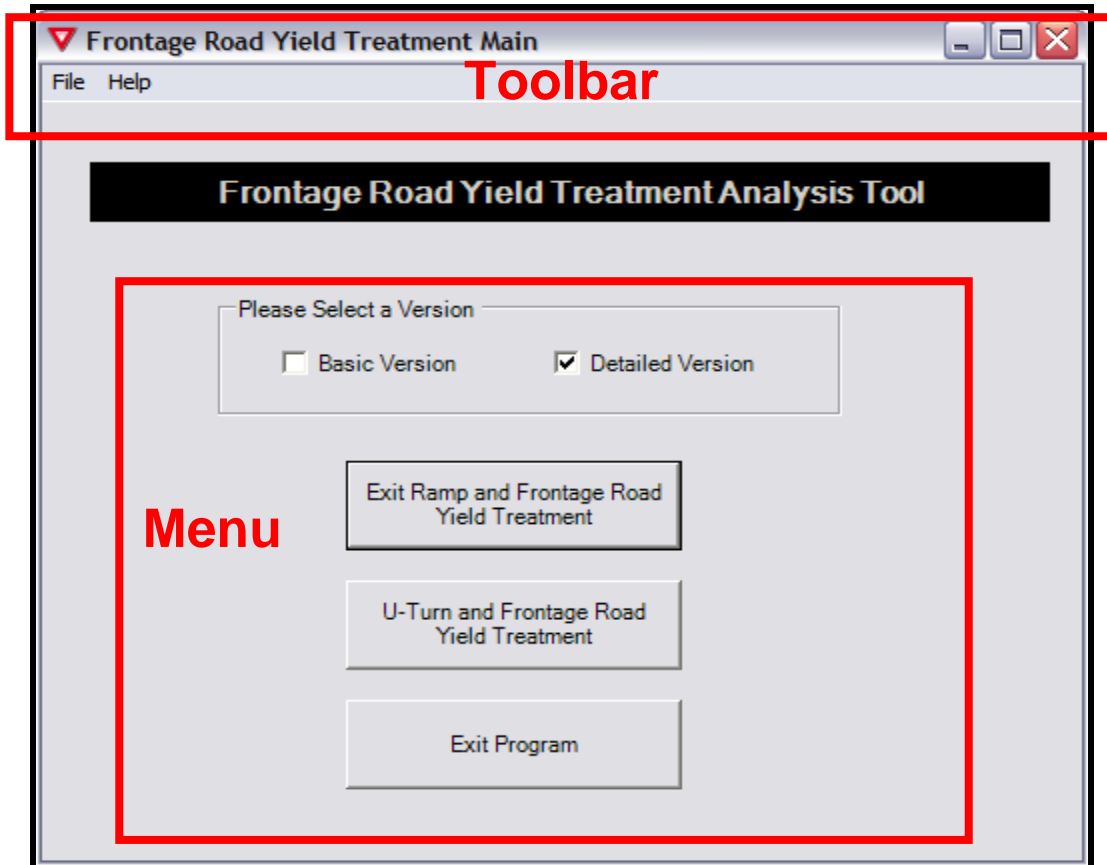 Frontage Road Yield Treatment Main
File Help
Toolbar
Frontage Road Yield Treatment Analysis Tool
Please Select a Version
Basic Version Detailed Version
Exit Ramp and Frontage Road
Yield Treatment
Menu
U-Turn and Frontage Road
Yield Treatment
Exit Program